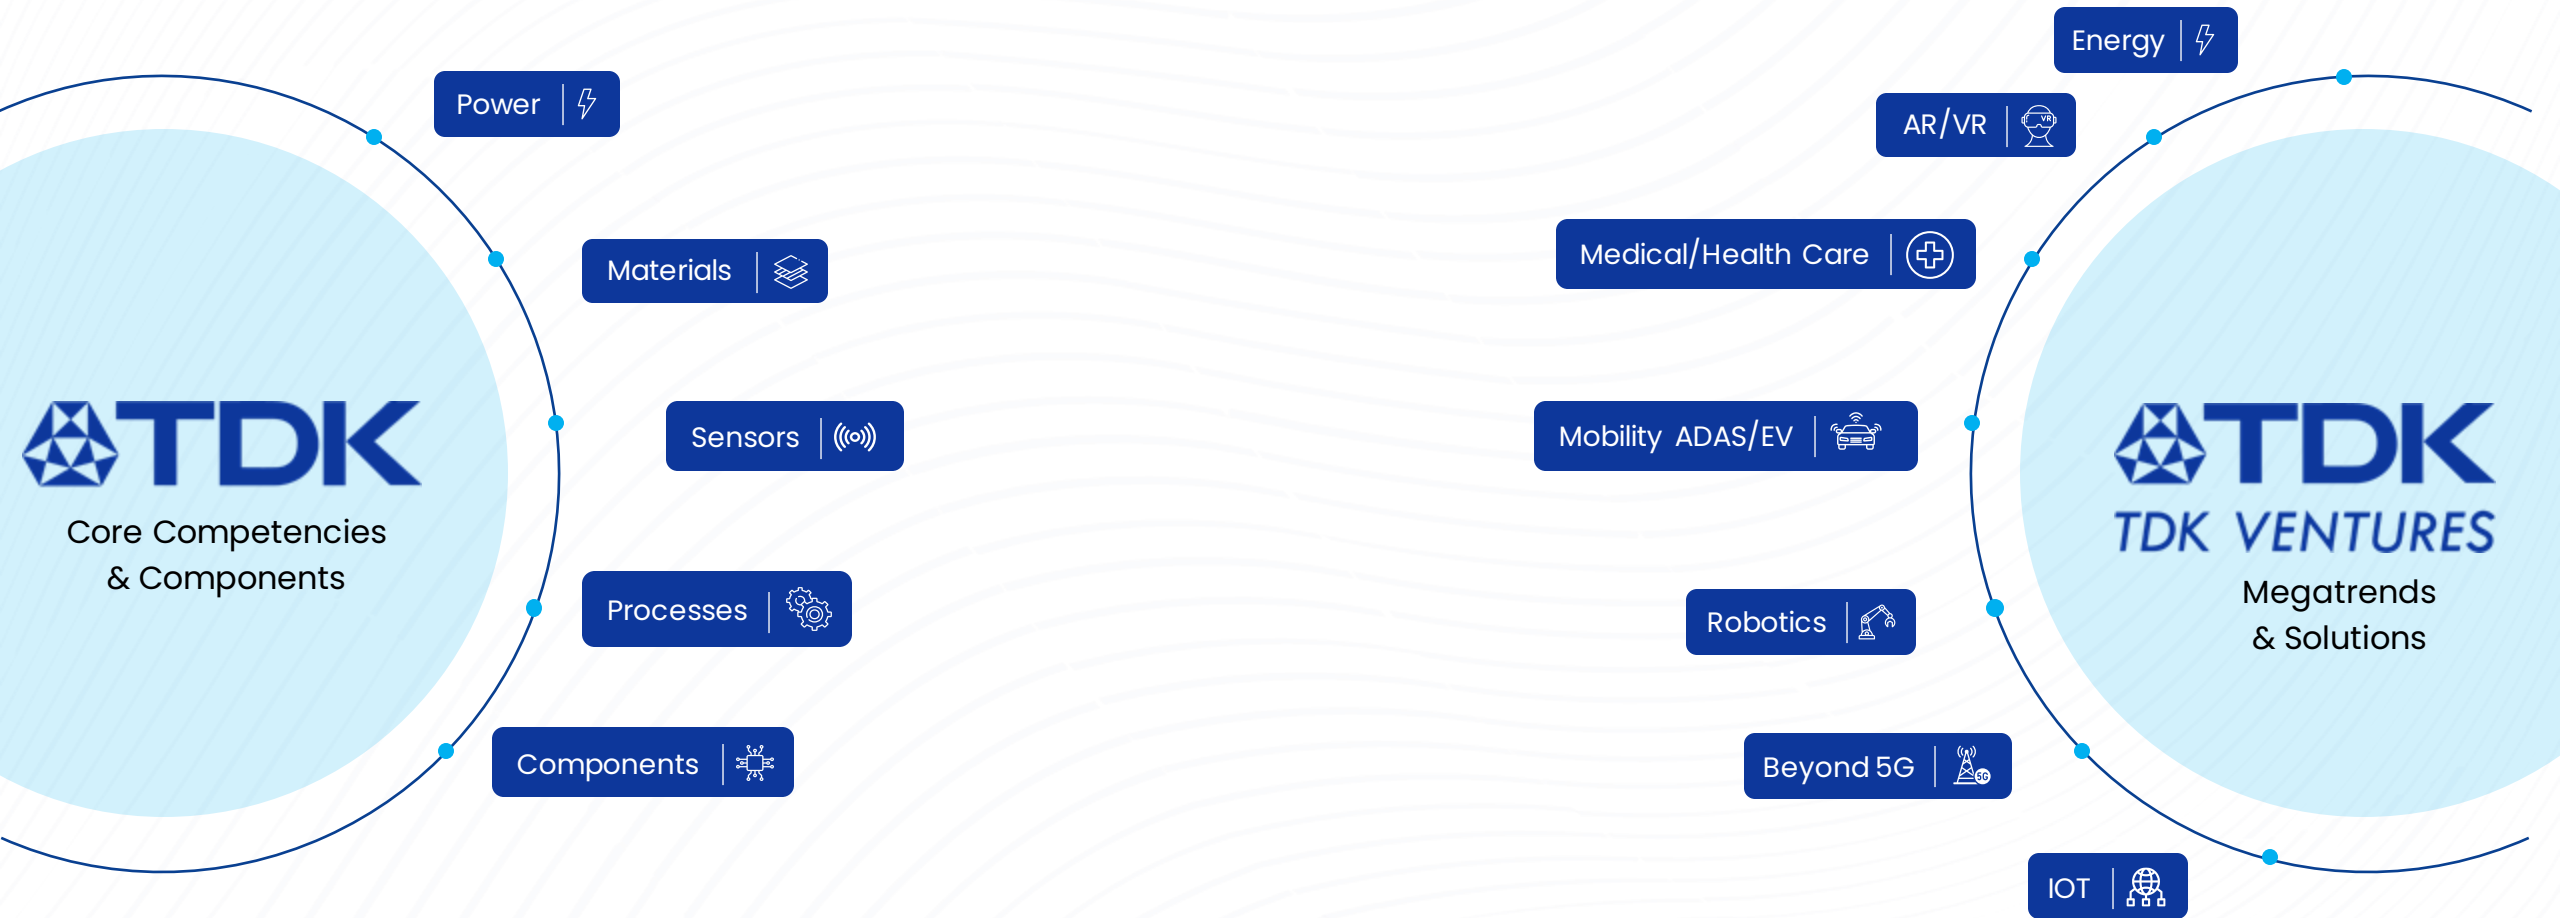 TDK
Core Competencies
& Components
Power
Materials
Sensors
Processes
Components
Energy
AR/VR
VR
Medical/Health Care
Mobility ADAS/EV
Robotics
Beyond 5G
5G
IOT
TDK
TDK VENTURES
Megatrends
& Solutions